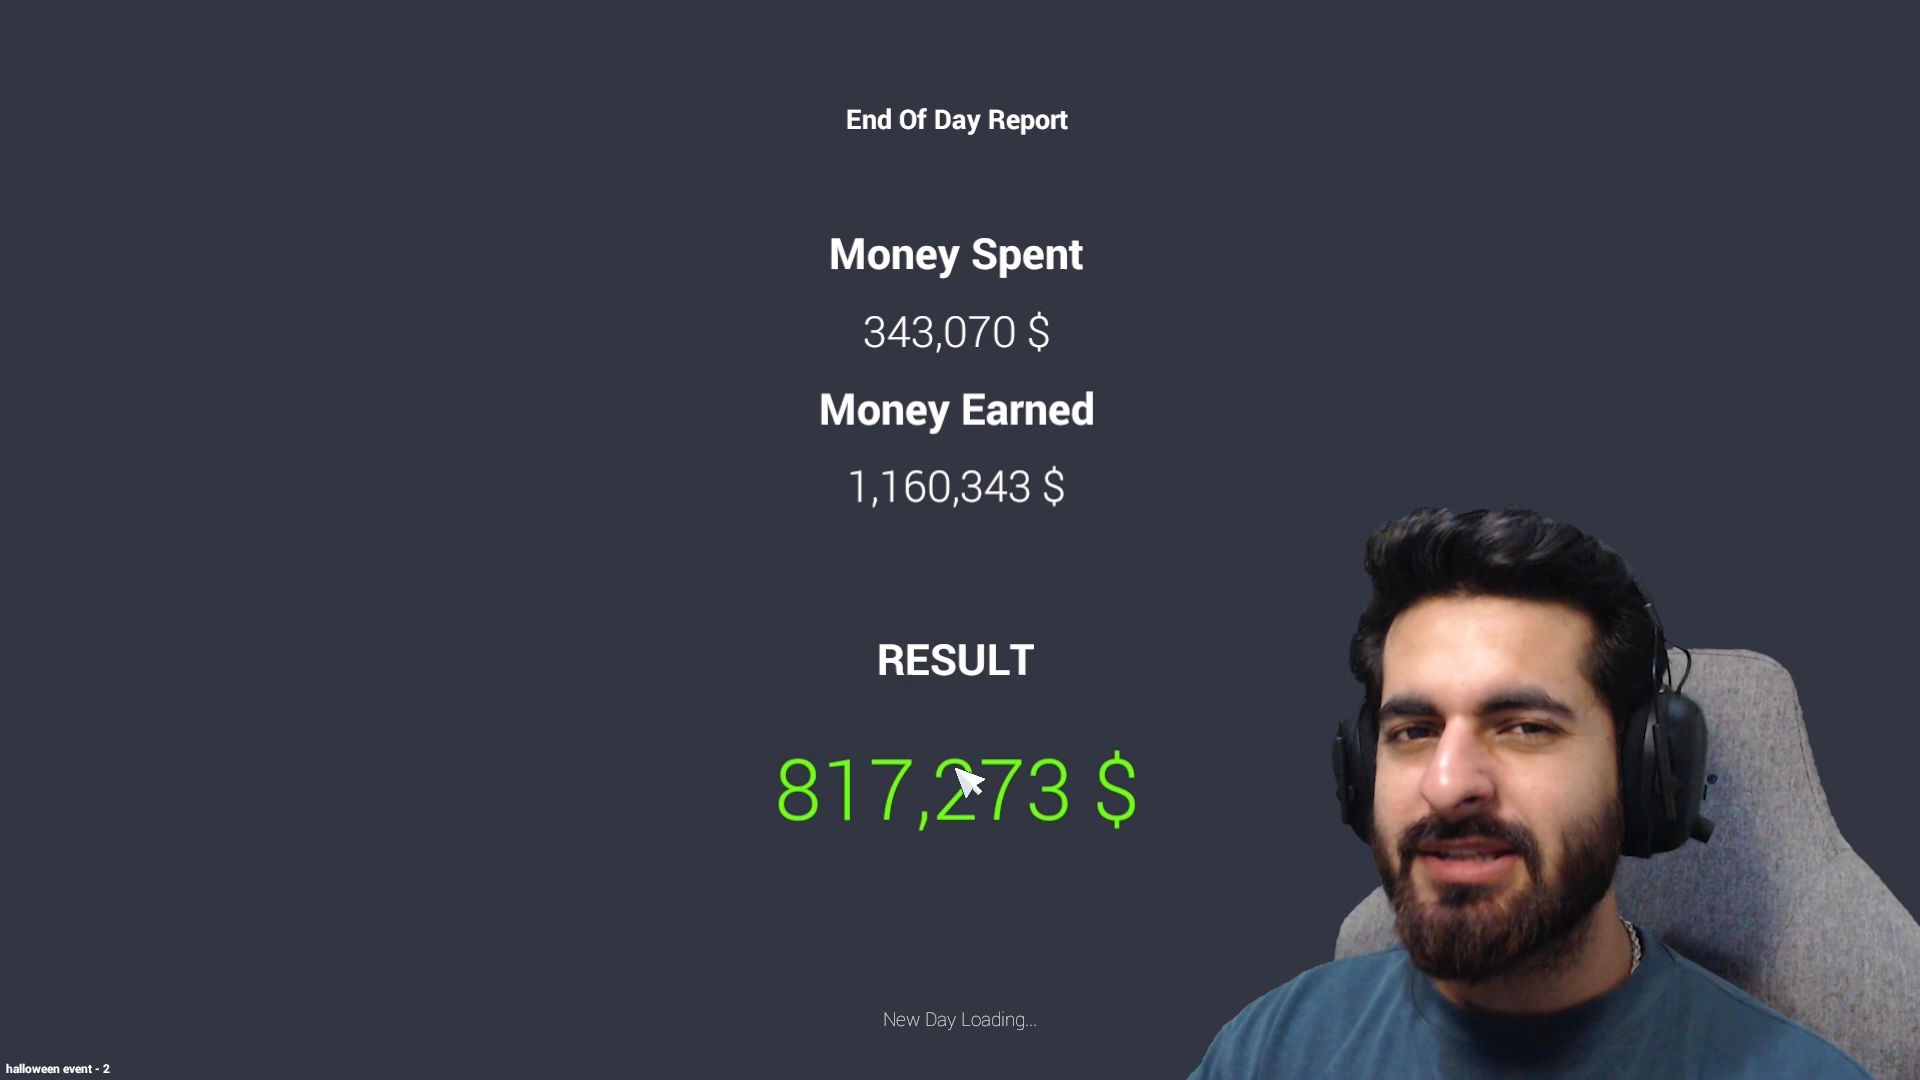 End Of Day Report
Money Spent
343,070 $
Money Earned
1,160,343 $
RESULT
817,273 $
New Day Loading...
halloween event - 2